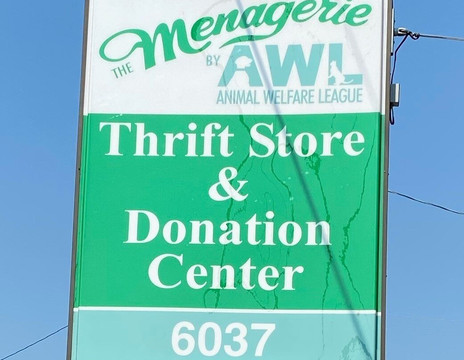 THE Menagerie
BY AWL
ANIMAL WELFARE LEAGUE
Thrift Store
&
Donation
Center
6037